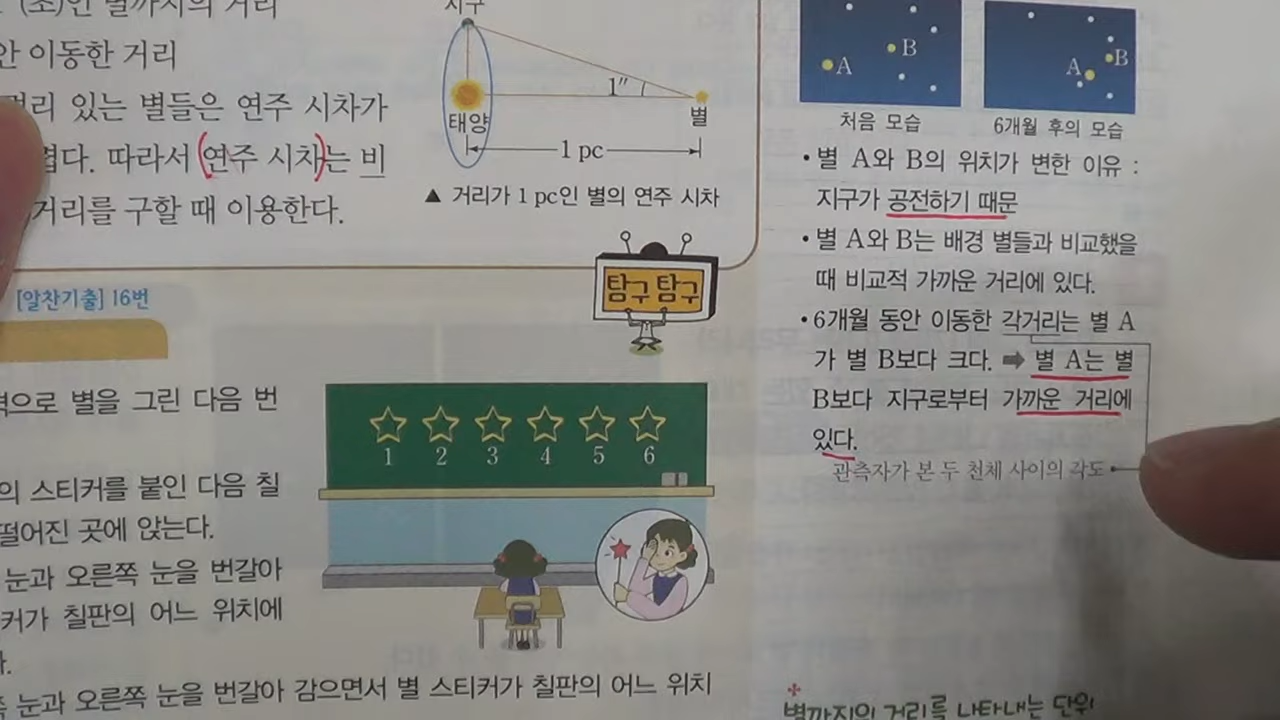 (초)인 별까지의 거리
안 이동한 거리
멀리 있는 별들은 연주 시차가
렵다. 따라서 (연주 시차)는 비
거리를 구할 때 이용한다.
지구
태양
1″
별
1 pc
▲ 거리가 1 pc인 별의 연주 시차
[알찬기출] 16번
탐구 탐구
격으로 별을 그린 다음 번
의 스티커를 붙인 다음 칠
떨어진 곳에 앉는다.
눈과 오른쪽 눈을 번갈아
커가 칠판의 어느 위치에
다.
눈과 오른쪽 눈을 번갈아 감으면서 별 스티커가 칠판의 어느 위치
1 2 3 4 5 6
A B
A B
처음 모습
6개월 후의 모습
• 별 A와 B의 위치가 변한 이유 :
지구가 공전하기 때문
• 별 A와 B는 배경 별들과 비교했을
때 비교적 가까운 거리에 있다.
• 6개월 동안 이동한 각거리는 별 A
가 별 B보다 크다. ➡ 별 A는 별
B보다 지구로부터 가까운 거리에
있다.
관측자가 본 두 천체 사이의 각도
*
별까지의 거리를 나타내는 단위